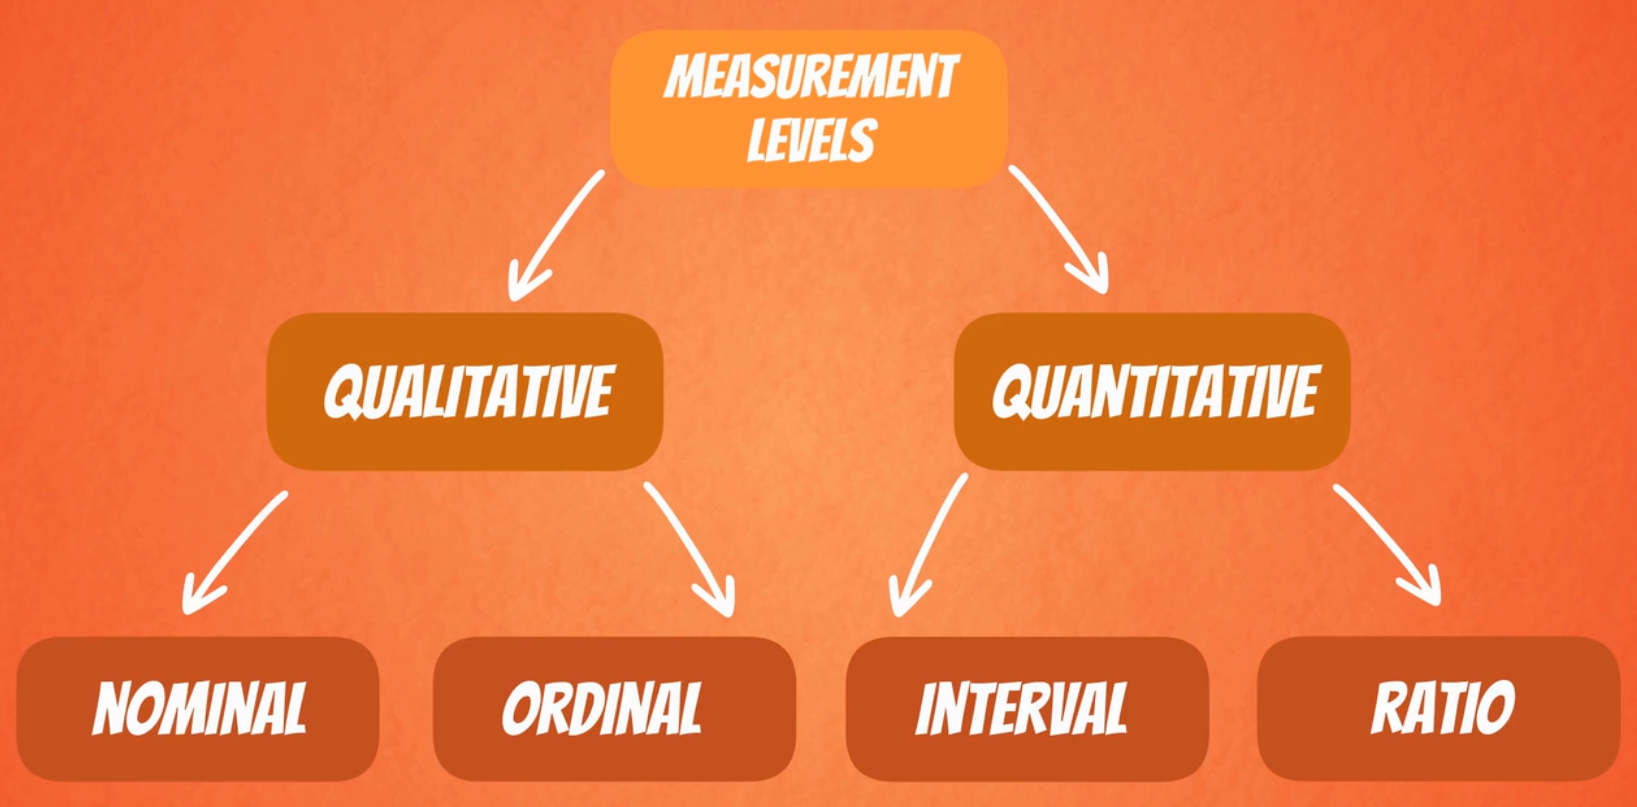 MEASUREMENT
LEVELS
QUALITATIVE
QUANTITATIVE
NOMINAL
ORDINAL
INTERVAL
RATIO